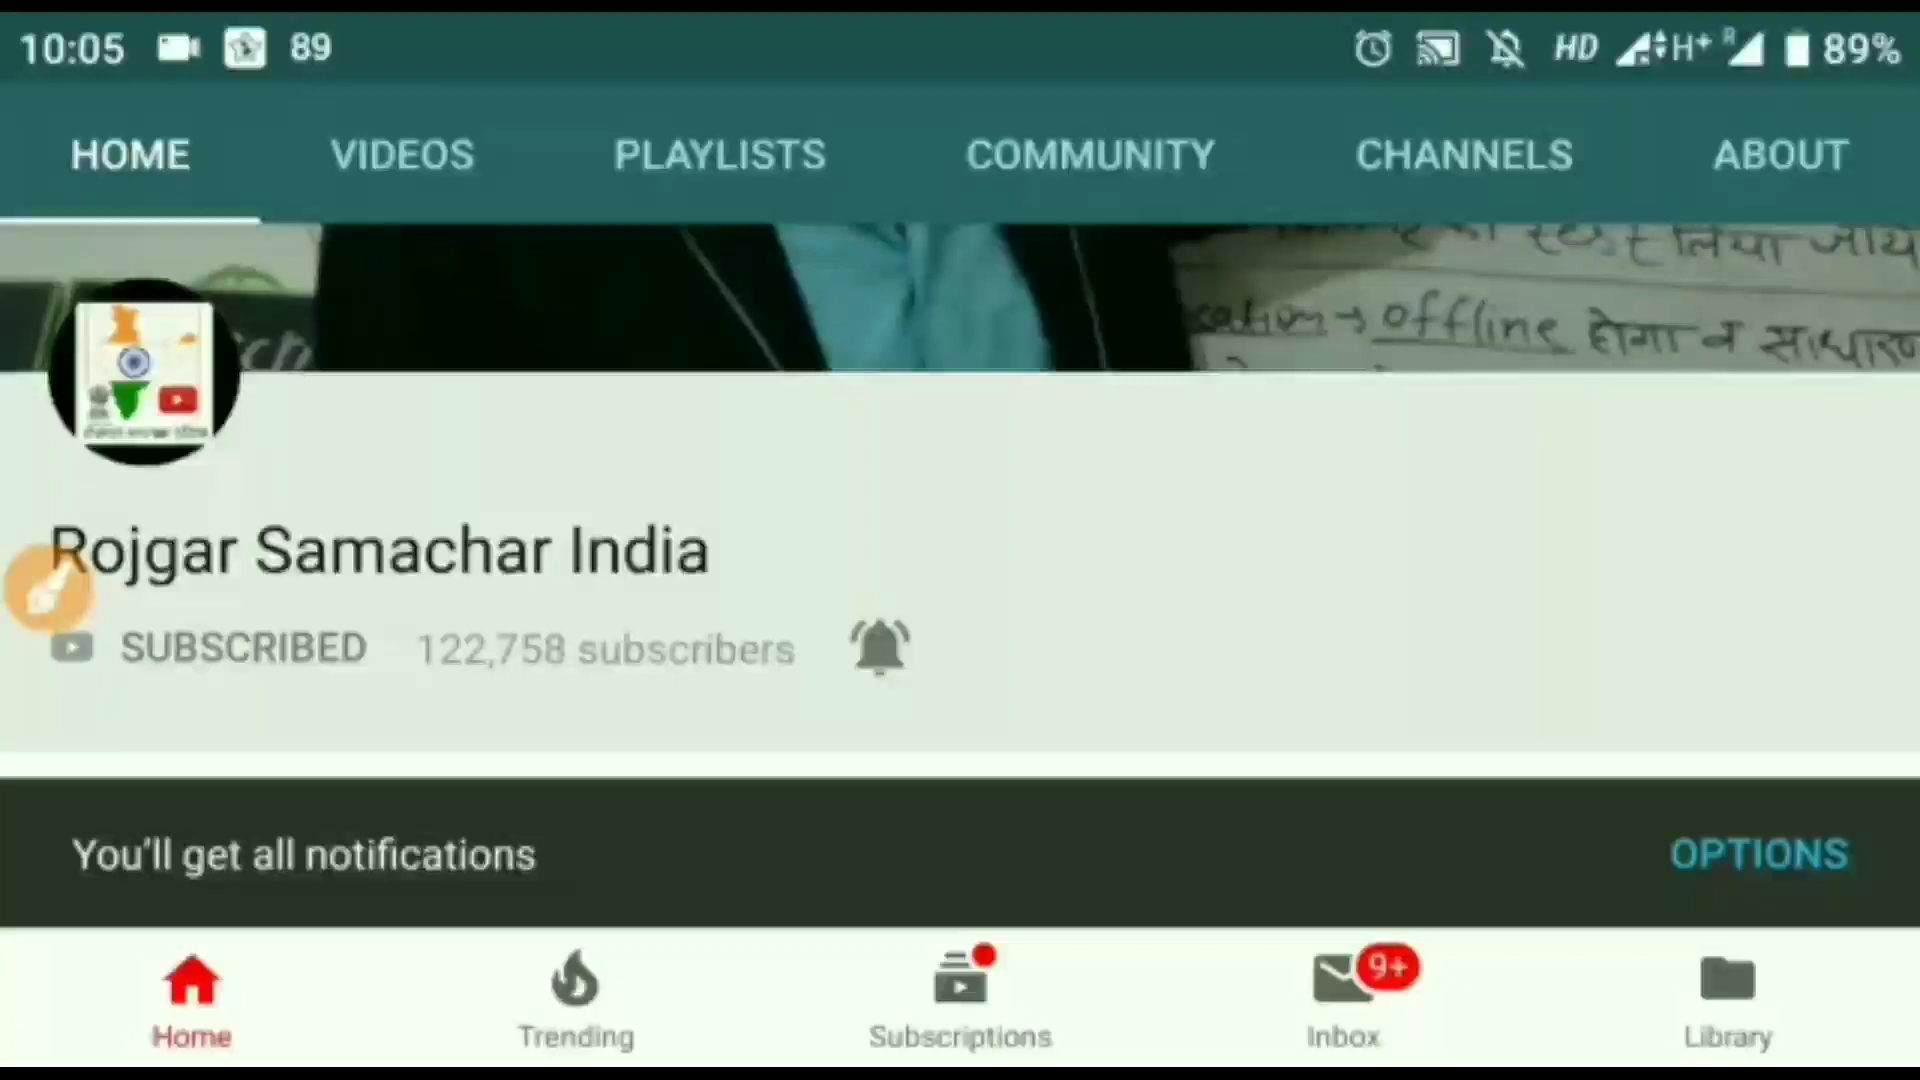 10:05 89 HD H+ R 89%
HOME VIDEOS PLAYLISTS COMMUNITY CHANNELS ABOUT
लिया जाय
offline होगा व साधारण
Rojgar Samachar India
SUBSCRIBED 122,758 subscribers
You'll get all notifications OPTIONS
9+
Home Trending Subscriptions Inbox Library